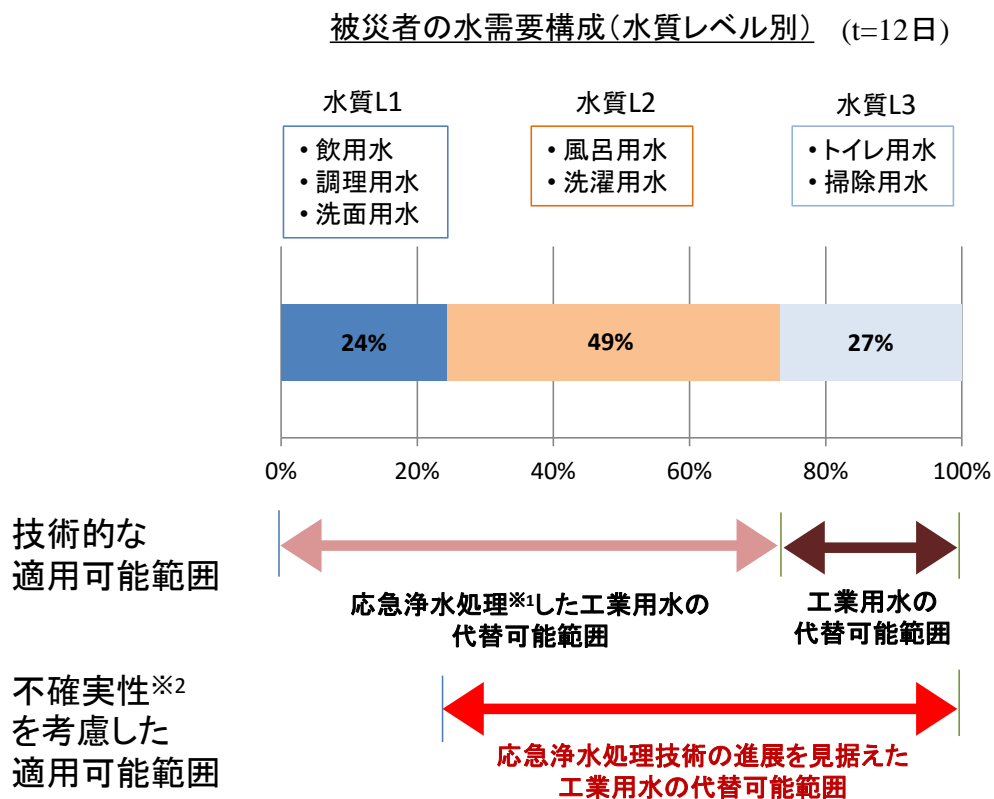 被災者の水需要構成(水質レベル別) (t=12日)
水質L1
・飲用水
・調理用水
・洗面用水
水質L2
・風呂用水
・洗濯用水
水質L3
・トイレ用水
・掃除用水
24% 49% 27%
0% 20% 40% 60% 80% 100%
技術的な
適用可能範囲
応急浄水処理※1した工業用水の
代替可能範囲
工業用水の
代替可能範囲
不確実性※2
を考慮した
適用可能範囲
応急浄水処理技術の進展を見据えた
工業用水の代替可能範囲